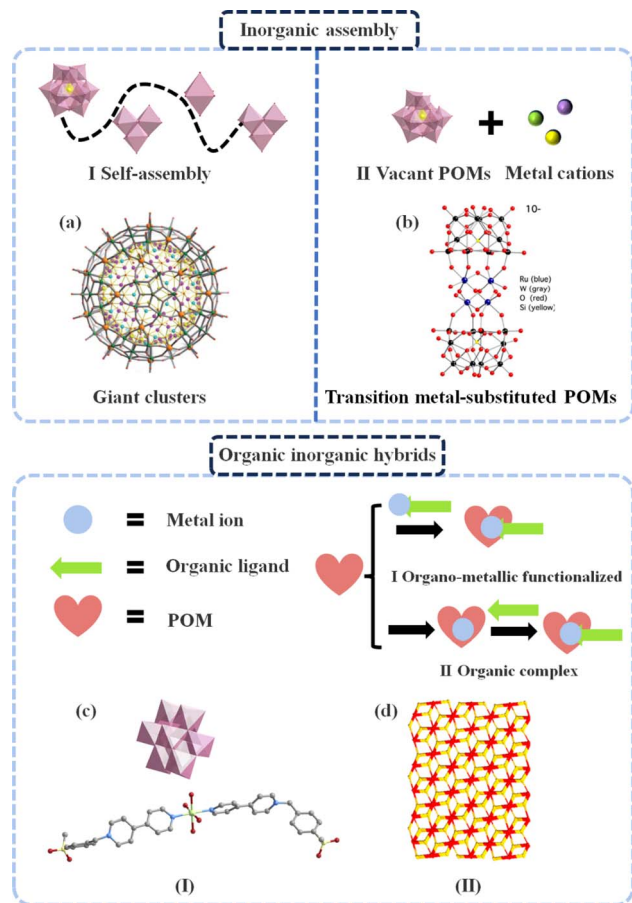 Inorganic assembly
I Self-assembly
II Vacant POMs Metal cations
(a)
Giant clusters
(b)
10-
Ru (blue)
W (gray)
O (red)
Si (yellow)
Transition metal-substituted POMs
Organic inorganic hybrids
= Metal ion
= Organic ligand
= POM
I Organo-metallic functionalized
II Organic complex
(c)
(d)
(I)
(II)